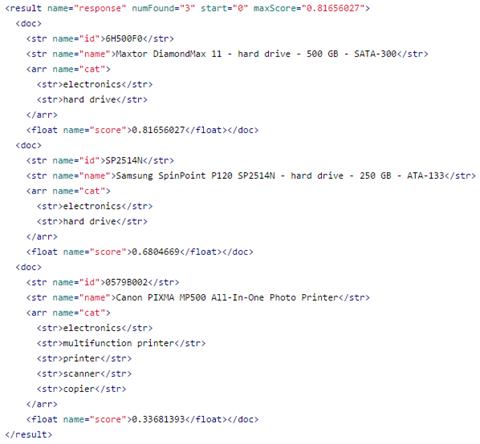 <result name="response" numFound="3" start="0" maxScore="0.81656027">
<doc>
<str name="id">6H500F0</str>
<str name="name">Maxtor DiamondMax 11 - hard drive - 500 GB - SATA-300</str>
<arr name="cat">
<str>electronics</str>
<str>hard drive</str>
</arr>
<float name="score">0.81656027</float></doc>
<doc>
<str name="id">SP2514N</str>
<str name="name">Samsung SpinPoint P120 SP2514N - hard drive - 250 GB - ATA-133</str>
<arr name="cat">
<str>electronics</str>
<str>hard drive</str>
</arr>
<float name="score">0.6804669</float></doc>
<doc>
<str name="id">0579B002</str>
<str name="name">Canon PIXMA MP500 All-In-One Photo Printer</str>
<arr name="cat">
<str>electronics</str>
<str>multifunction printer</str>
<str>printer</str>
<str>scanner</str>
<str>copier</str>
</arr>
<float name="score">0.33681393</float></doc>
</result>